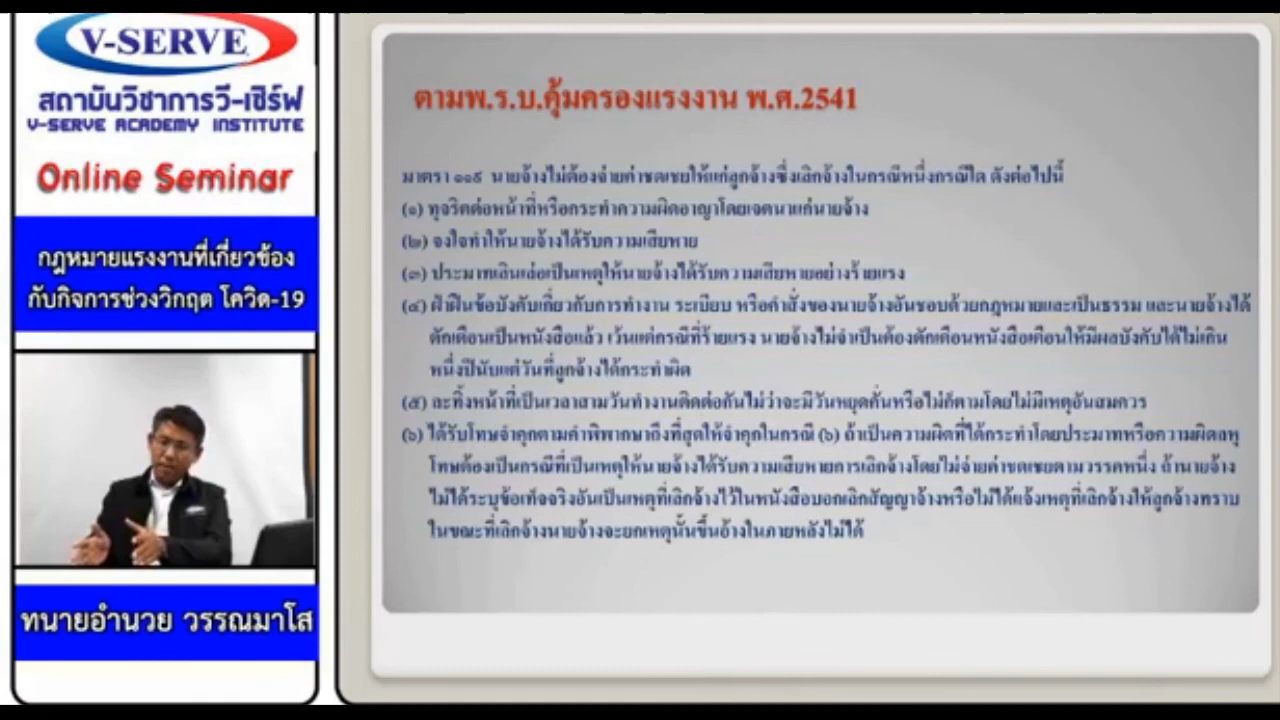 V-SERVE
สถาบันวิชาการวี-เซิร์ฟ
V-SERVE ACADEMY INSTITUTE
Online Seminar
กฎหมายแรงงานที่เกี่ยวข้อง
กับกิจการช่วงวิกฤต โควิด-19
ทนายอำนวย วรรณมาโส
ตามพ.ร.บ.คุ้มครองแรงงาน พ.ศ.2541
มาตรา ๑๑๙ นายจ้างไม่ต้องจ่ายค่าชดเชยให้แก่ลูกจ้างซึ่งเลิกจ้างในกรณีหนึ่งกรณีใด ดังต่อไปนี้
(๑) ทุจริตต่อหน้าที่หรือกระทำความผิดอาญาโดยเจตนาแก่นายจ้าง
(๒) จงใจทำให้นายจ้างได้รับความเสียหาย
(๓) ประมาทเลินเล่อเป็นเหตุให้นายจ้างได้รับความเสียหายอย่างร้ายแรง
(๔) ฝ่าฝืนข้อบังคับเกี่ยวกับการทำงาน ระเบียบ หรือคำสั่งของนายจ้างอันชอบด้วยกฎหมายและเป็นธรรม และนายจ้างได้
ตักเตือนเป็นหนังสือแล้ว เว้นแต่กรณีที่ร้ายแรง นายจ้างไม่จำเป็นต้องตักเตือนหนังสือเตือนให้มีผลบังคับได้ไม่เกิน
หนึ่งปีนับแต่วันที่ลูกจ้างได้กระทำผิด
(๕) ละทิ้งหน้าที่เป็นเวลาสามวันทำงานติดต่อกันไม่ว่าจะมีวันหยุดคั่นหรือไม่ก็ตามโดยไม่มีเหตุอันสมควร
(๖) ได้รับโทษจำคุกตามคำพิพากษาถึงที่สุดให้จำคุกในกรณี (๖) ถ้าเป็นความผิดที่ได้กระทำโดยประมาทหรือความผิดลหุ
โทษต้องเป็นกรณีที่เป็นเหตุให้นายจ้างได้รับความเสียหายการเลิกจ้างโดยไม่จ่ายค่าชดเชยตามวรรคหนึ่ง ถ้านายจ้าง
ไม่ได้ระบุข้อเท็จจริงอันเป็นเหตุที่เลิกจ้างไว้ในหนังสือบอกเลิกสัญญาจ้างหรือไม่ได้แจ้งเหตุที่เลิกจ้างให้ลูกจ้างทราบ
ในขณะที่เลิกจ้างนายจ้างจะยกเหตุนั้นขึ้นอ้างในภายหลังไม่ได้